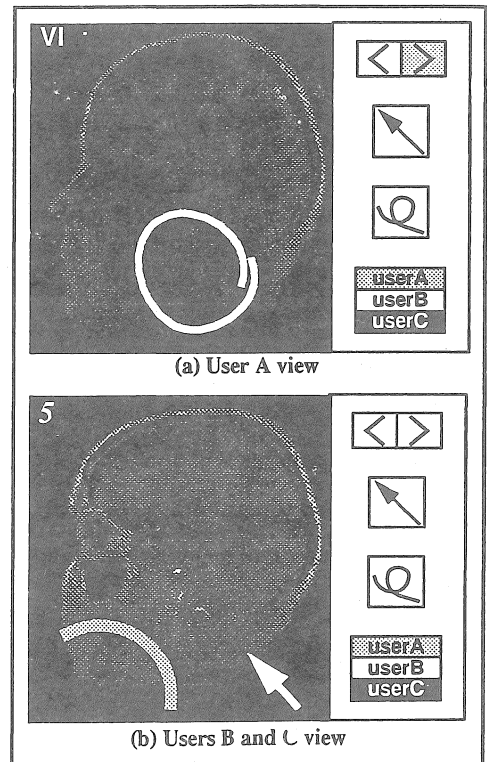 VI
userA
userB
userC
(a) User A view
5
userA
userB
userC
(b) Users B and C view